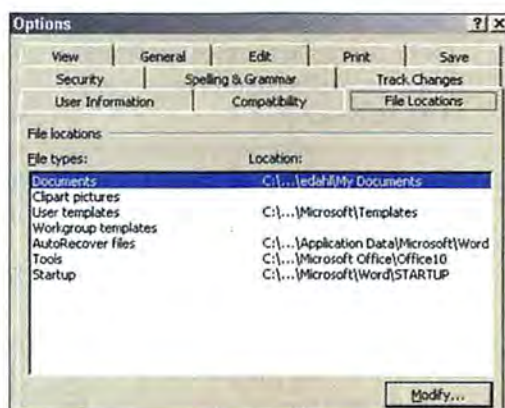 Options ? X
View General Edit Print Save
Security Spelling & Grammar Track Changes
User Information Compatibility File Locations
File locations
File types: Location:
Documents C:\...\edahl\My Documents
Clipart pictures
User templates C:\...\Microsoft\Templates
Workgroup templates
AutoRecover files C:\...\Application Data\Microsoft\Word
Tools C:\...\Microsoft Office\Office10
Startup C:\...\Microsoft\Word\STARTUP
Modify...